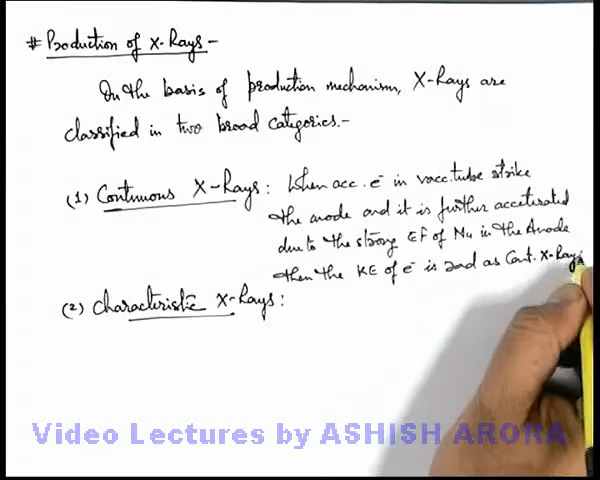 # Production of X-Rays -
On the basis of production mechanism, X-Rays are
classified in two broad categories.-
(1) Continuous X-Rays: When acc. e⁻ in vacc. tube strike
the anode and it is further accelerated
due to the strong EF of Nu in the Anode
then the KE of e⁻ is rad as Cont. X-Rays
(2) Characteristic X-Rays:
Video Lectures by ASHISH ARORA